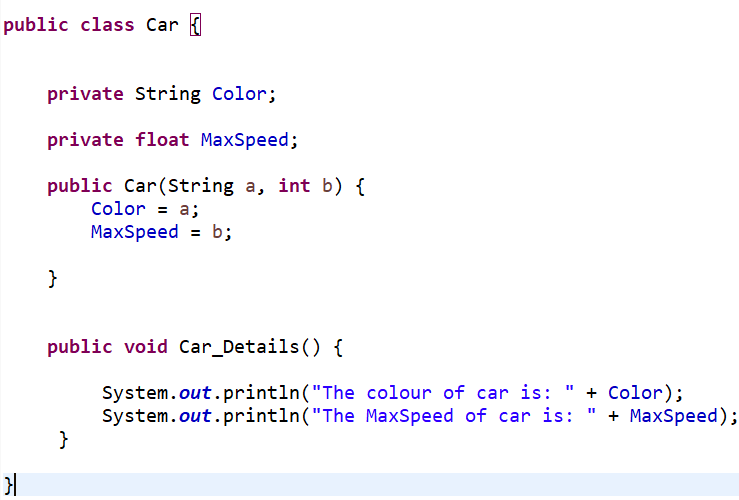 public class Car {
private String Color;
private float MaxSpeed;
public Car(String a, int b) {
Color = a;
MaxSpeed = b;
}
public void Car_Details() {
System.out.println("The colour of car is: " + Color);
System.out.println("The MaxSpeed of car is: " + MaxSpeed);
}
}